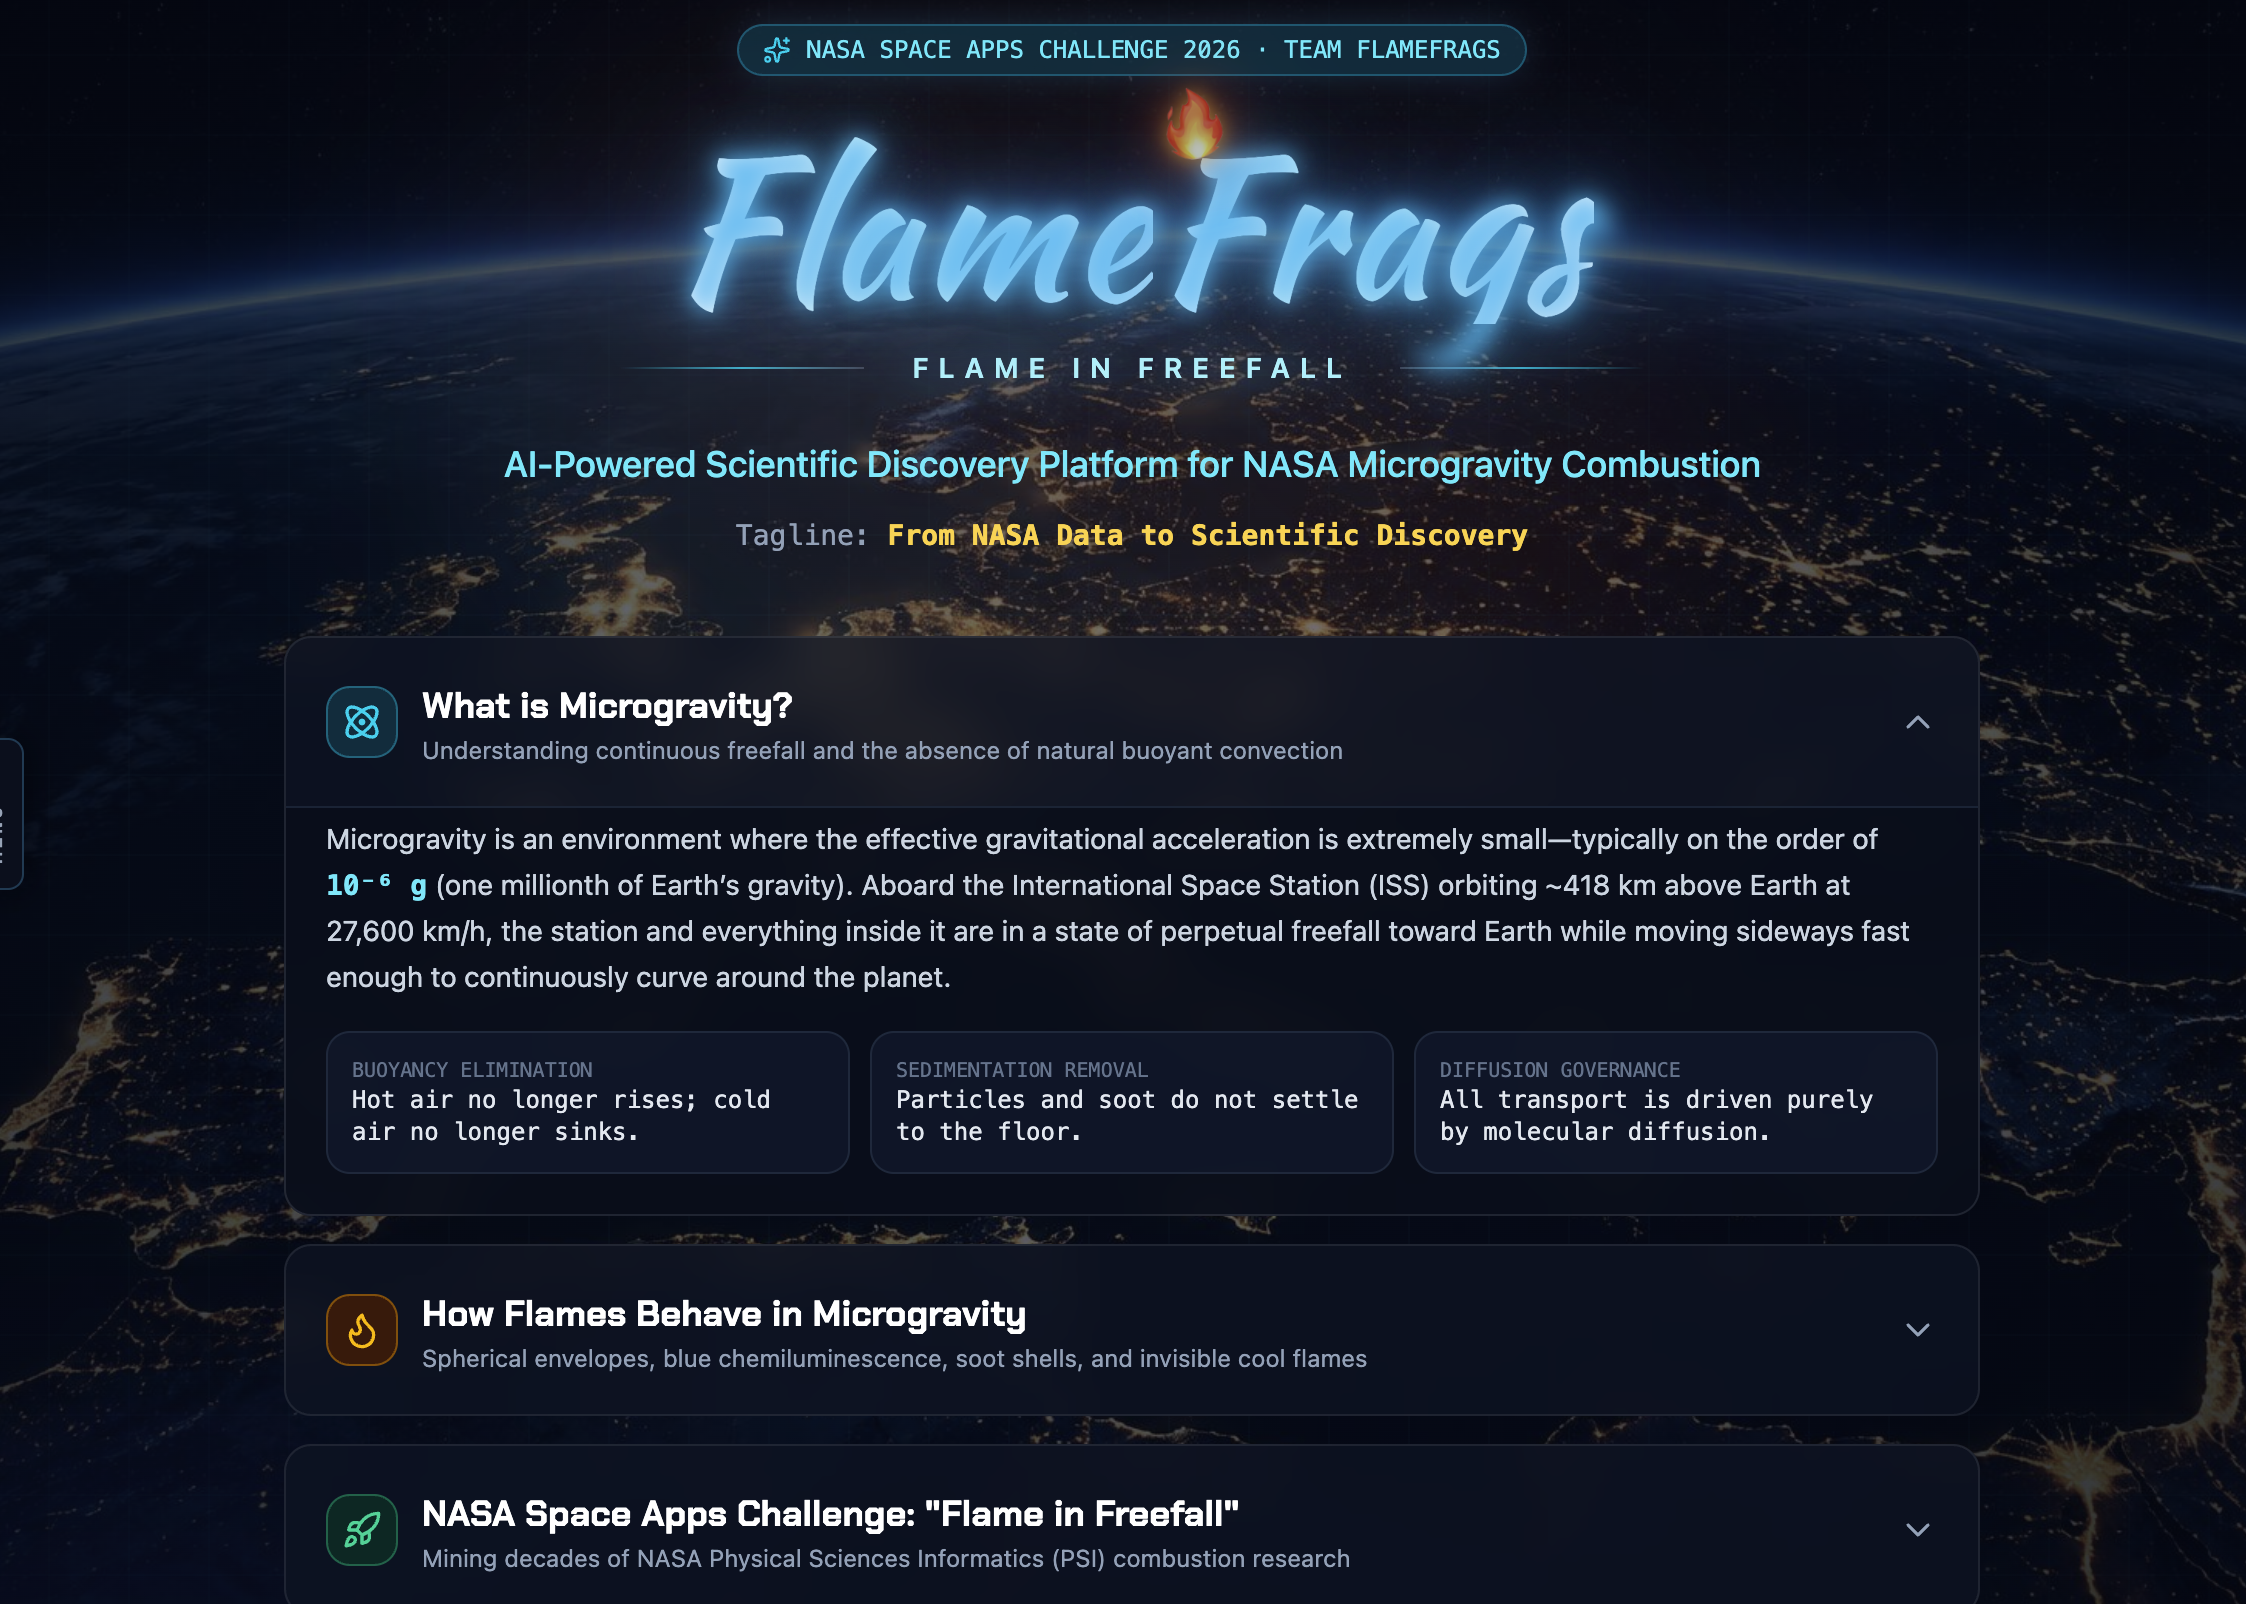 NASA SPACE APPS CHALLENGE 2026 · TEAM FLAMEFRAGS
FlameFrags
FLAME IN FREEFALL
AI-Powered Scientific Discovery Platform for NASA Microgravity Combustion
Tagline: From NASA Data to Scientific Discovery
What is Microgravity?
Understanding continuous freefall and the absence of natural buoyant convection
Microgravity is an environment where the effective gravitational acceleration is extremely small—typically on the order of
10⁻⁶ g (one millionth of Earth’s gravity). Aboard the International Space Station (ISS) orbiting ~418 km above Earth at
27,600 km/h, the station and everything inside it are in a state of perpetual freefall toward Earth while moving sideways fast
enough to continuously curve around the planet.
BUOYANCY ELIMINATION
Hot air no longer rises; cold
air no longer sinks.
SEDIMENTATION REMOVAL
Particles and soot do not settle
to the floor.
DIFFUSION GOVERNANCE
All transport is driven purely
by molecular diffusion.
How Flames Behave in Microgravity
Spherical envelopes, blue chemiluminescence, soot shells, and invisible cool flames
NASA Space Apps Challenge: "Flame in Freefall"
Mining decades of NASA Physical Sciences Informatics (PSI) combustion research